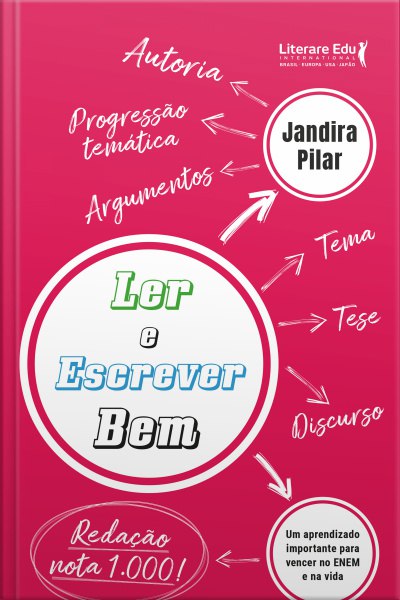 Literare Edu
INTERNATIONAL
BRASIL · EUROPA · USA · JAPÃO
Autoria
Progressão
temática
Argumentos
Jandira
Pilar
Tema
Tese
Discurso
Ler
e
Escrever
Bem
Redação
nota 1.000!
Um aprendizado
importante para
vencer no ENEM
e na vida